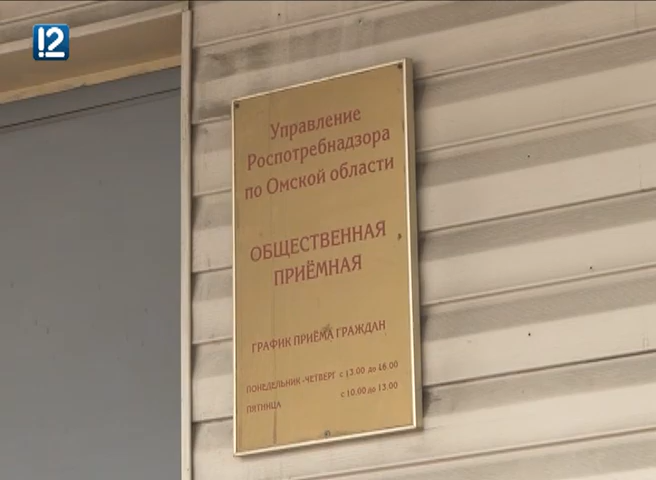 12
Управление
Роспотребнадзора
по Омской области
ОБЩЕСТВЕННАЯ
ПРИЁМНАЯ
ГРАФИК ПРИЁМА ГРАЖДАН
ПОНЕДЕЛЬНИК-ЧЕТВЕРГ с 13.00 до 16.00
ПЯТНИЦА с 10.00 до 13.00